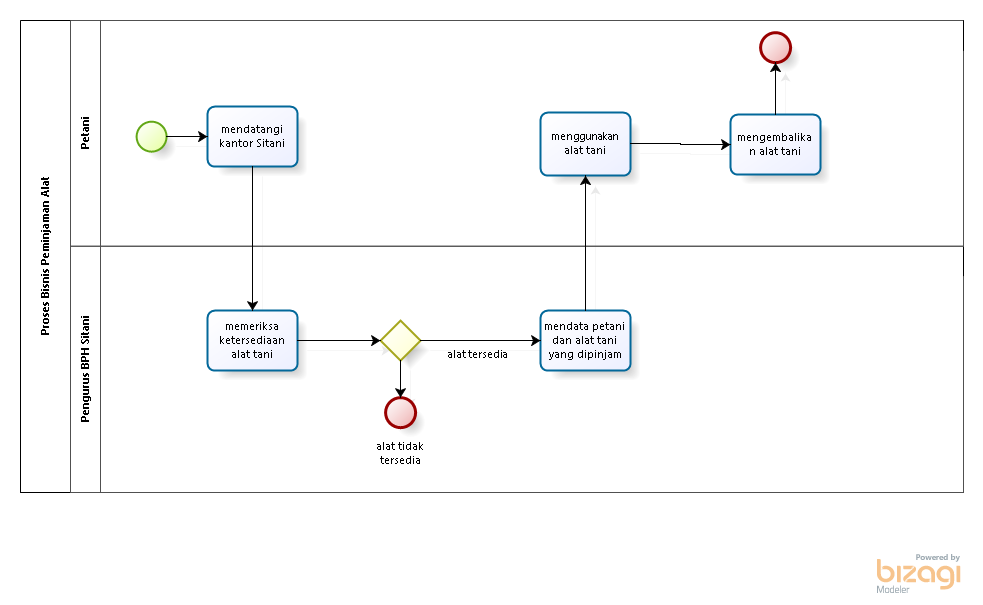 Proses Bisnis Peminjaman Alat
Petani
mendatangi
kantor Sitani
menggunakan
alat tani
mengembalika
n alat tani
Pengurus BPH Sitani
memeriksa
ketersediaan
alat tani
alat tersedia
mendata petani
dan alat tani
yang dipinjam
alat tidak
tersedia
Powered by
bizagi
Modeler